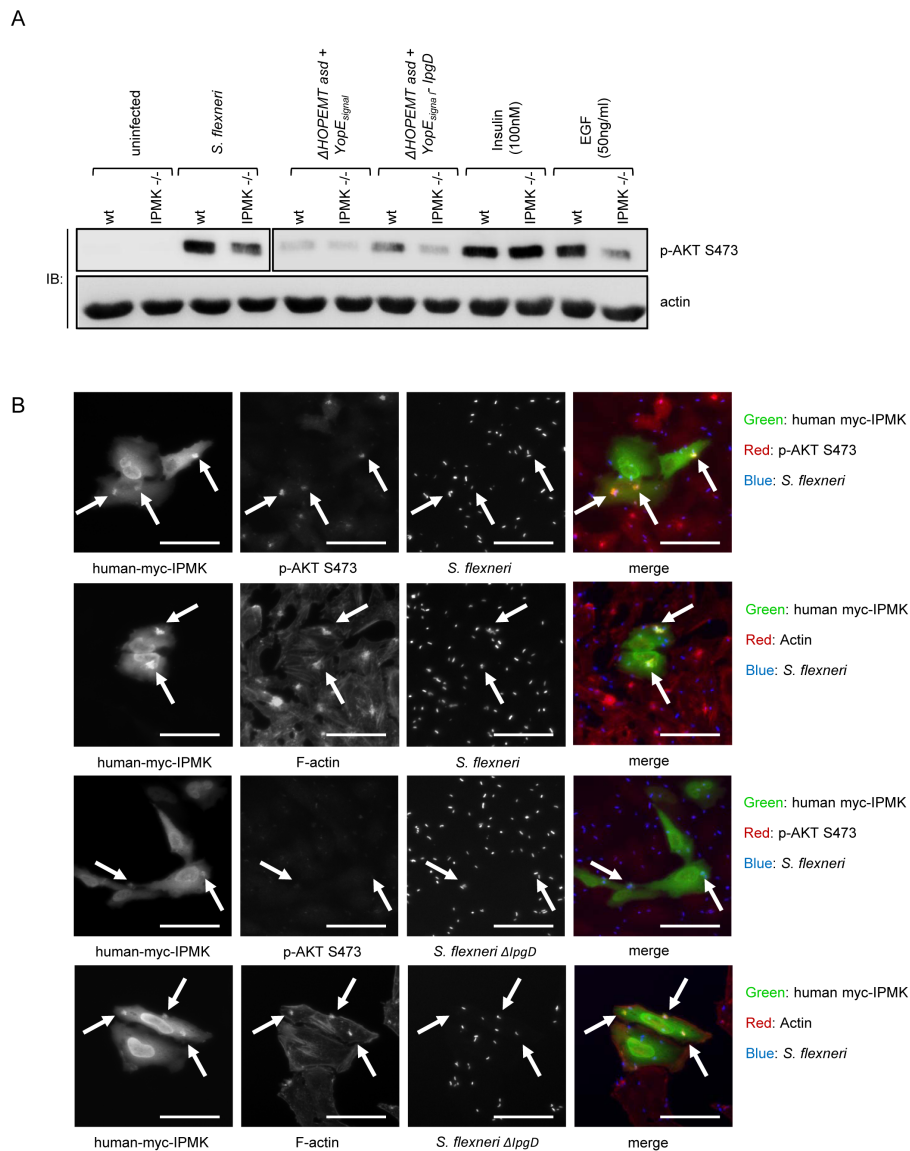 A
uninfected
S. flexneri
ΔHOPEMT asd +
YopEsignal
ΔHOPEMT asd +
YopEsignal- IpgD
Insulin
(100nM)
EGF
(50ng/ml)
wt
IPMK -/-
wt
IPMK -/-
wt
IPMK -/-
wt
IPMK -/-
wt
IPMK -/-
wt
IPMK -/-
IB:
p-AKT S473
actin
B
Green: human myc-IPMK
Red: p-AKT S473
Blue: S. flexneri
human-myc-IPMK
p-AKT S473
S. flexneri
merge
Green: human myc-IPMK
Red: Actin
Blue: S. flexneri
human-myc-IPMK
F-actin
S. flexneri
merge
Green: human myc-IPMK
Red: p-AKT S473
Blue: S. flexneri
human-myc-IPMK
p-AKT S473
S. flexneri ΔIpgD
merge
Green: human myc-IPMK
Red: Actin
Blue: S. flexneri
human-myc-IPMK
F-actin
S. flexneri ΔIpgD
merge